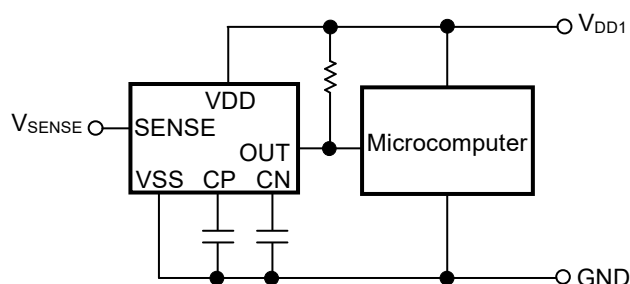 VDD1
VDD
VSENSE
SENSE
OUT
Microcomputer
VSS
CP
CN
GND